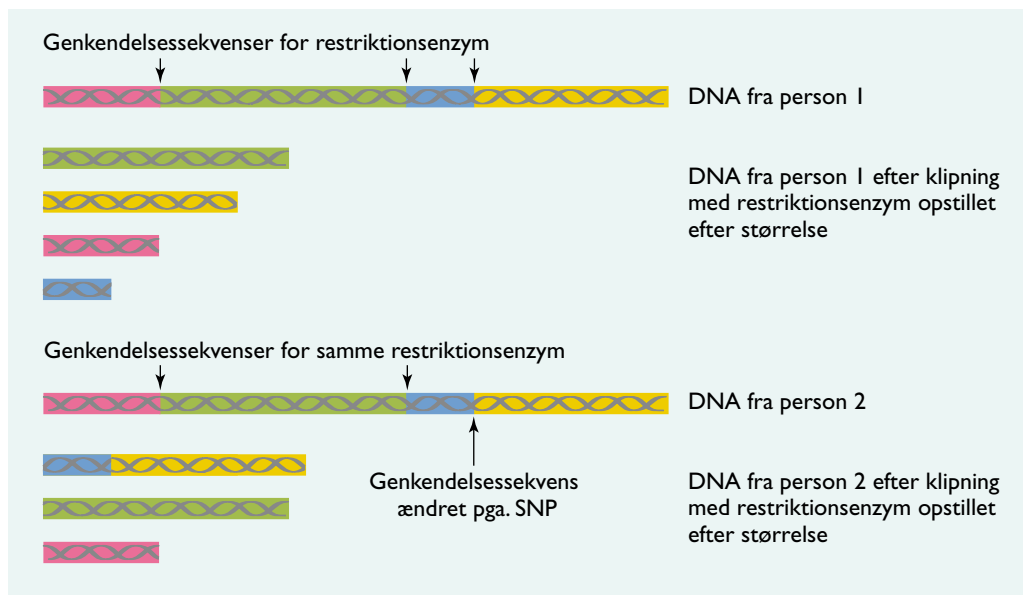 Genkendelsessekvenser for restriktionsenzym
DNA fra person 1
DNA fra person 1 efter klipning
med restriktionsenzym opstillet
efter størrelse
Genkendelsessekvenser for samme restriktionsenzym
DNA fra person 2
Genkendelsessekvens
ændret pga. SNP
DNA fra person 2 efter klipning
med restriktionsenzym opstillet
efter størrelse